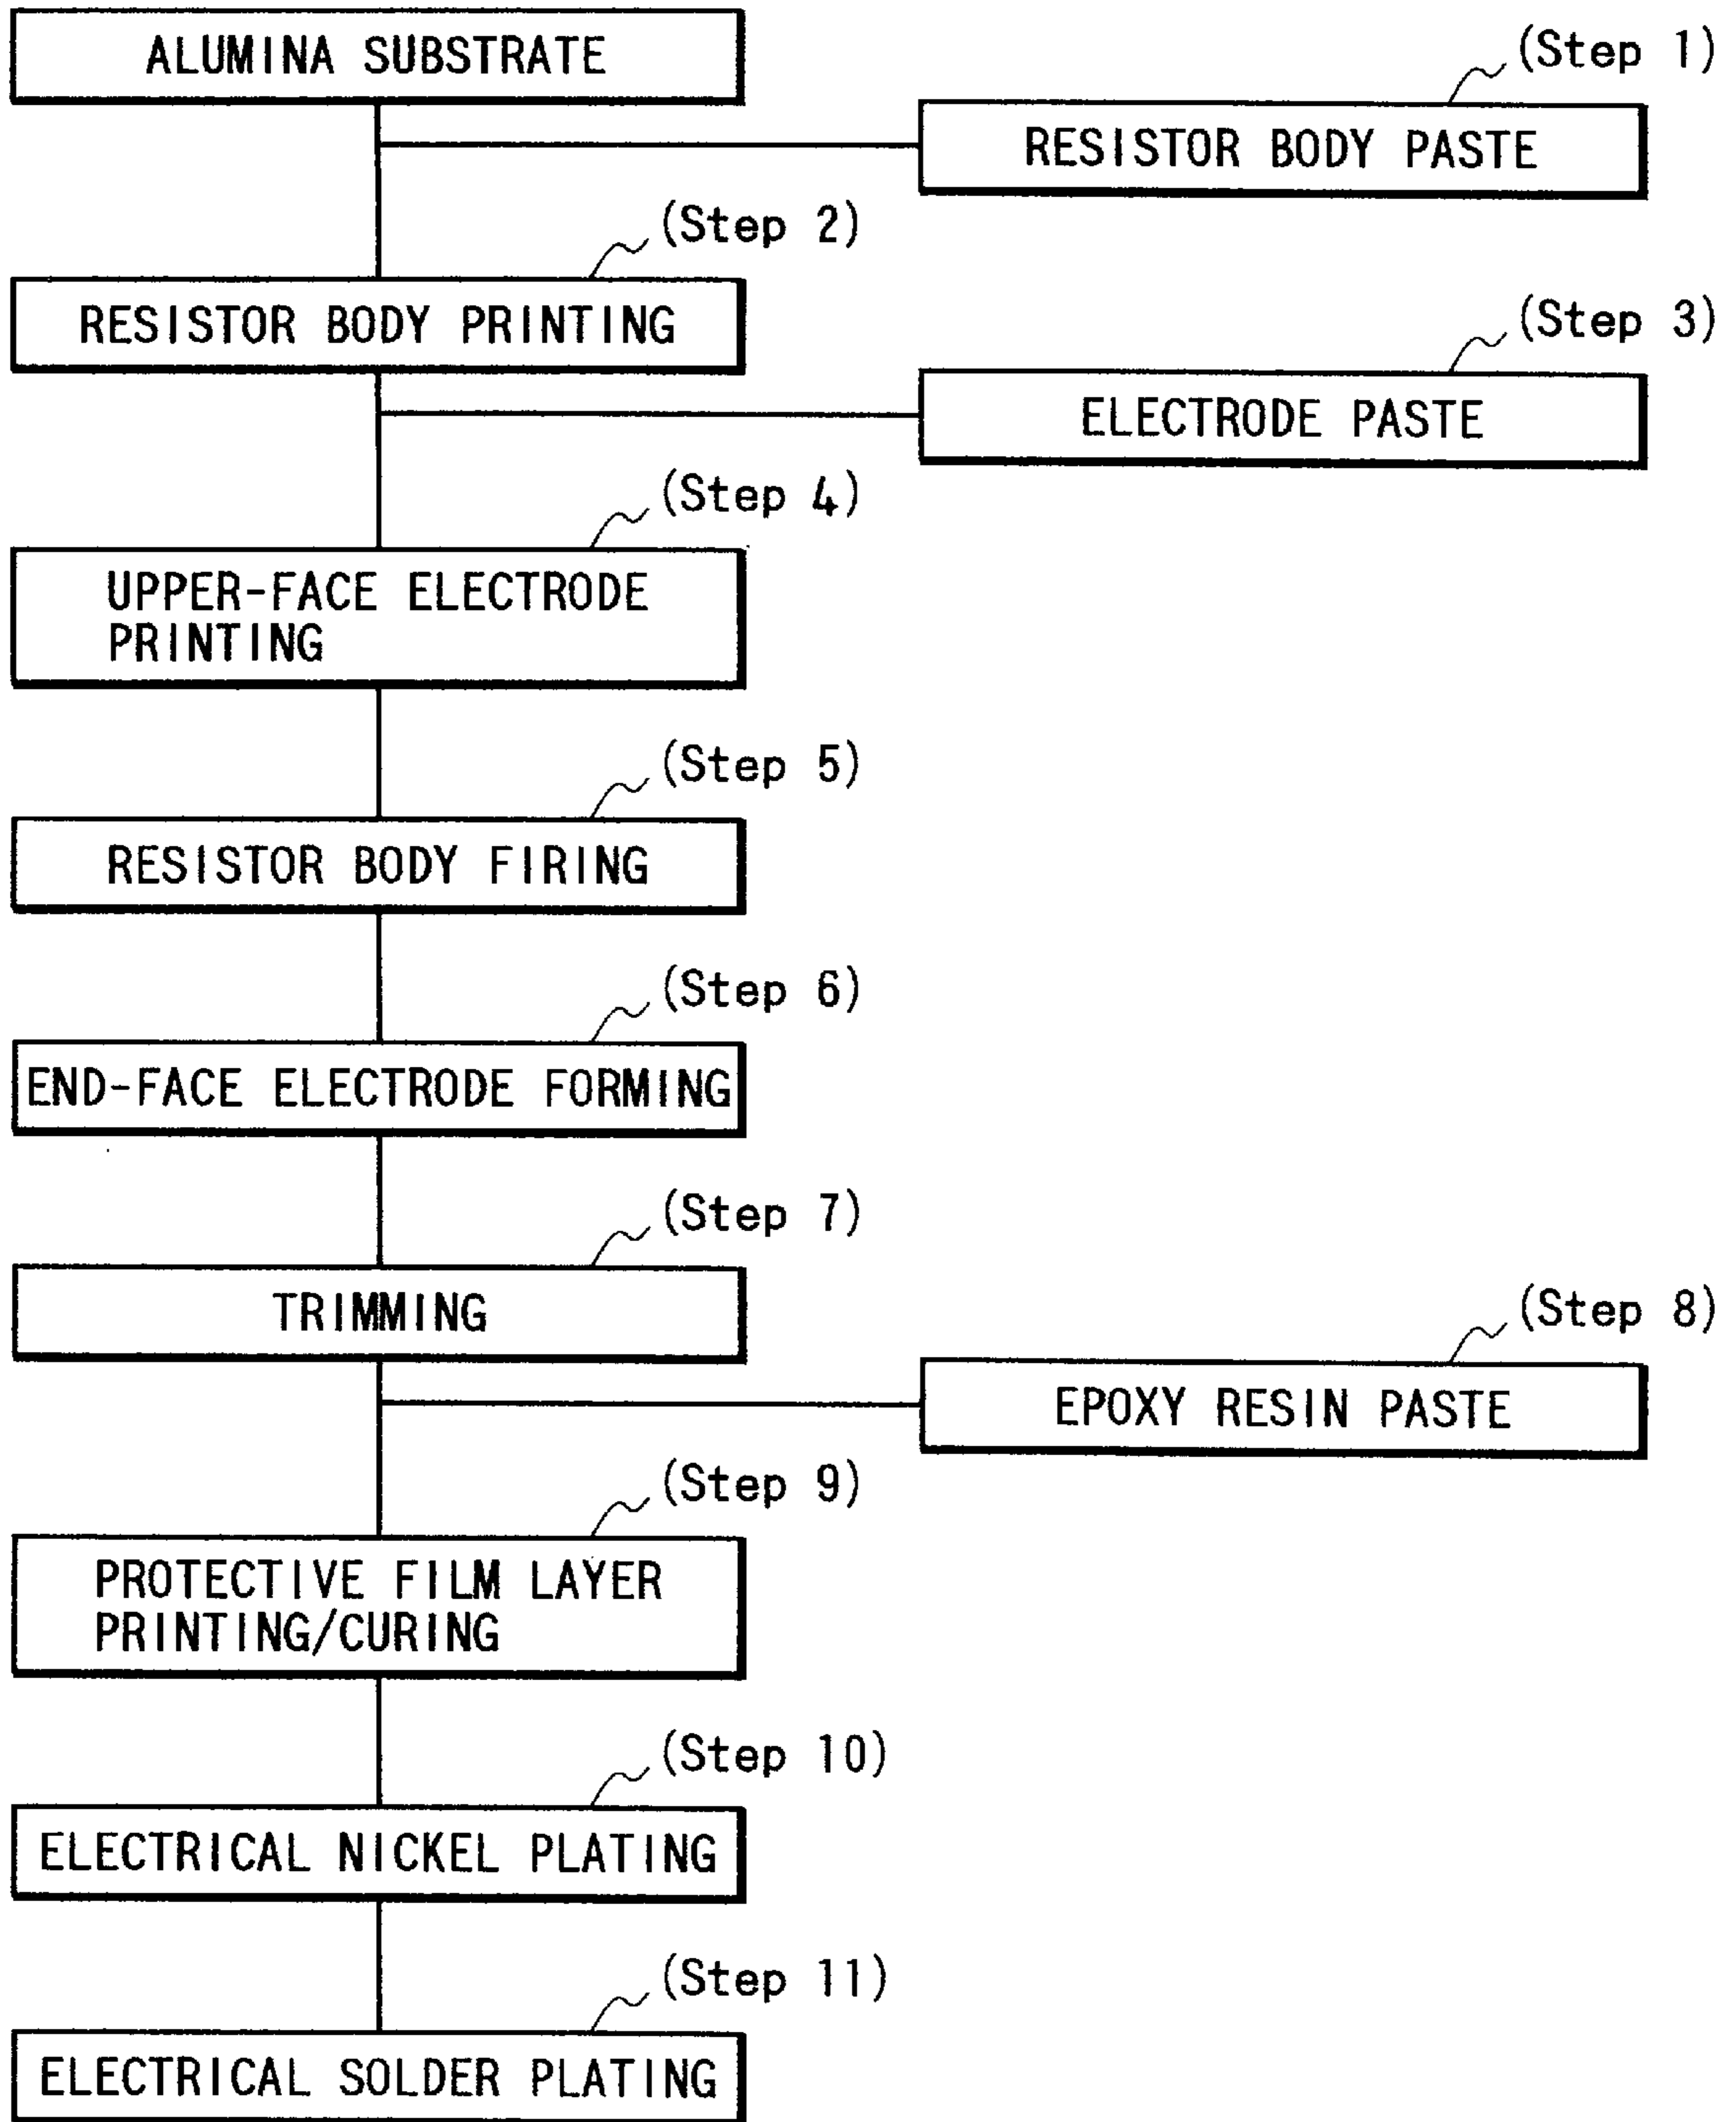 ALUMINA SUBSTRATE
(Step 1)
RESISTOR BODY PASTE
(Step 2)
RESISTOR BODY PRINTING
(Step 3)
ELECTRODE PASTE
(Step 4)
UPPER-FACE ELECTRODE
PRINTING
(Step 5)
RESISTOR BODY FIRING
(Step 6)
END-FACE ELECTRODE FORMING
(Step 7)
TRIMMING
(Step 8)
EPOXY RESIN PASTE
(Step 9)
PROTECTIVE FILM LAYER
PRINTING/CURING
(Step 10)
ELECTRICAL NICKEL PLATING
(Step 11)
ELECTRICAL SOLDER PLATING